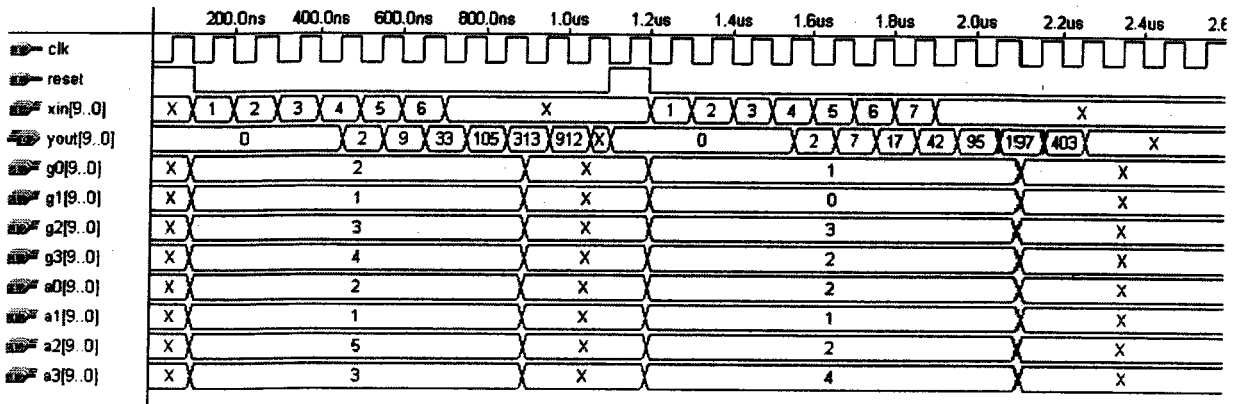 200.0ns 400.0ns 600.0ns 800.0ns 1.0us 1.2us 1.4us 1.6us 1.8us 2.0us 2.2us 2.4us 2.6
clk
reset
xin[9..0] X 1 2 3 4 5 6 X 1 2 3 4 5 6 7 X
yout[9..0] 0 2 9 33 105 313 912 X 0 2 7 17 42 95 197 403 X
g0[9..0] X 2 X 1 X
g1[9..0] X 1 X 0 X
g2[9..0] X 3 X 3 X
g3[9..0] X 4 X 2 X
a0[9..0] X 2 X 2 X
a1[9..0] X 1 X 1 X
a2[9..0] X 5 X 2 X
a3[9..0] X 3 X 4 X